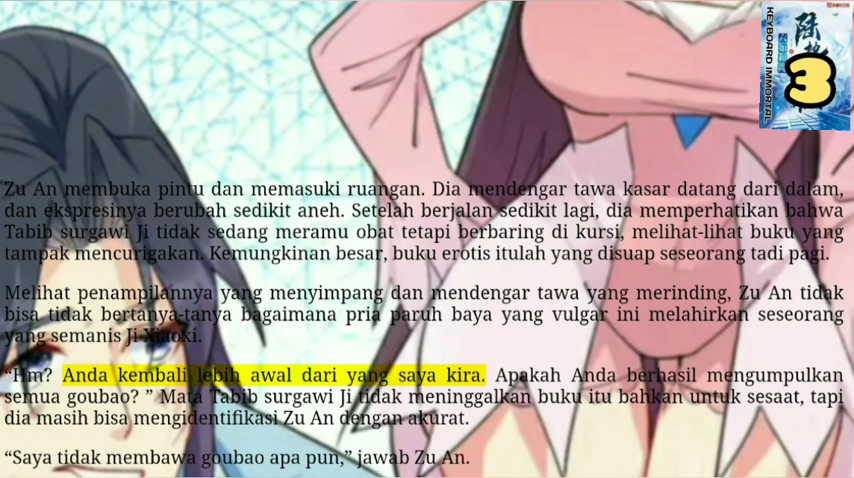 陆
KEYBOARD IMMORTAL
3
Zu An membuka pintu dan memasuki ruangan. Dia mendengar tawa kasar datang dari dalam,
dan ekspresinya berubah sedikit aneh. Setelah berjalan sedikit lagi, dia memperhatikan bahwa
Tabib surgawi Ji tidak sedang meramu obat tetapi berbaring di kursi, melihat-lihat buku yang
tampak mencurigakan. Kemungkinan besar, buku erotis itulah yang disuap seseorang tadi pagi.
Melihat penampilannya yang menyimpang dan mendengar tawa yang merinding, Zu An tidak
bisa tidak bertanya-tanya bagaimana pria paruh baya yang vulgar ini melahirkan seseorang
yang semanis Ji Xiaoxi.
“Hm? Anda kembali lebih awal dari yang saya kira. Apakah Anda berhasil mengumpulkan
semua goubao? ” Mata Tabib surgawi Ji tidak meninggalkan buku itu bahkan untuk sesaat, tapi
dia masih bisa mengidentifikasi Zu An dengan akurat.
“Saya tidak membawa goubao apa pun,” jawab Zu An.